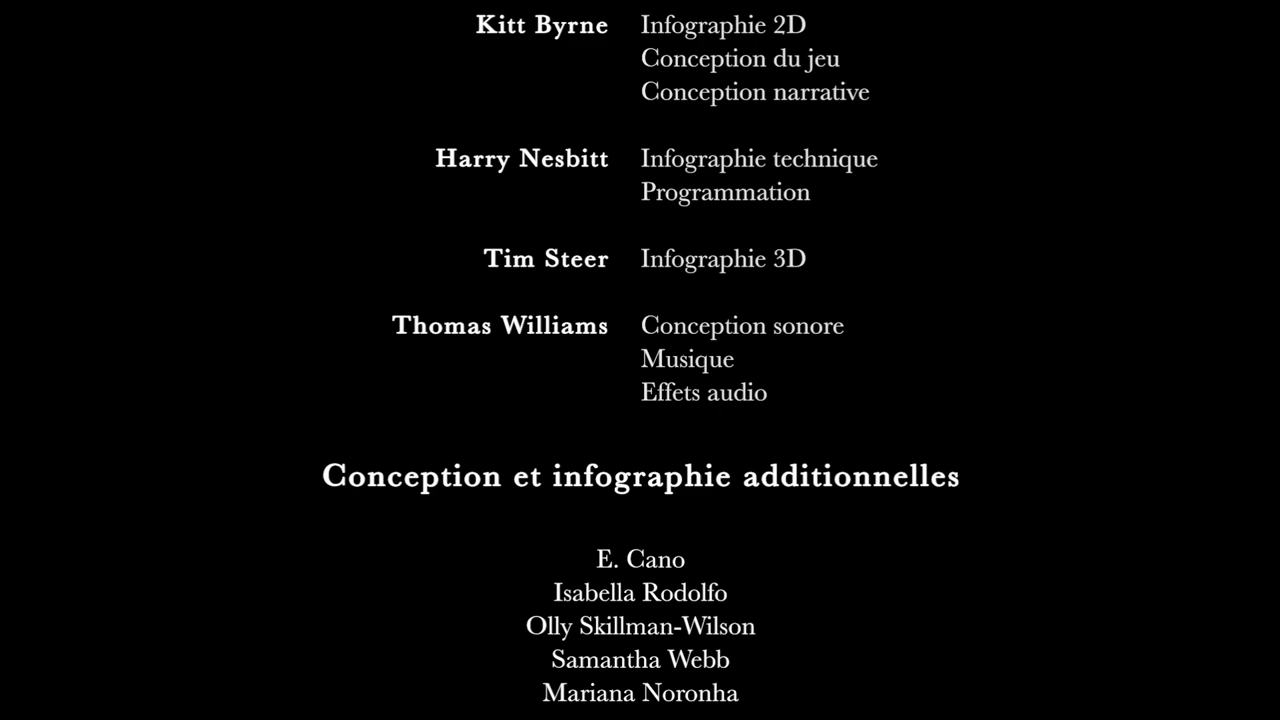 Kitt Byrne Infographie 2D
Conception du jeu
Conception narrative
Harry Nesbitt Infographie technique
Programmation
Tim Steer Infographie 3D
Thomas Williams Conception sonore
Musique
Effets audio
Conception et infographie additionnelles
E. Cano
Isabella Rodolfo
Olly Skillman-Wilson
Samantha Webb
Mariana Noronha